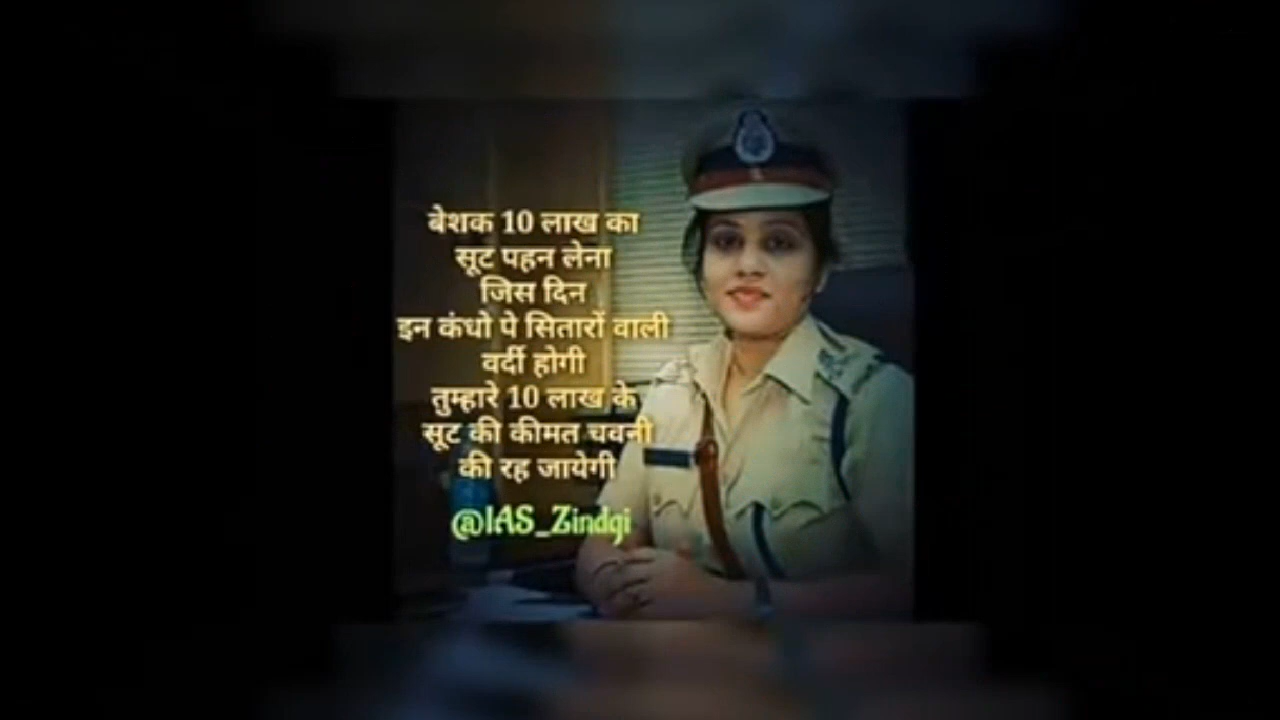 बेशक 10 लाख का
सूट पहन लेना
जिस दिन
इन कंधो पे सितारों वाली
वर्दी होगी
तुम्हारे 10 लाख के
सूट की कीमत चवनी
की रह जायेगी
@IAS_Zindgi